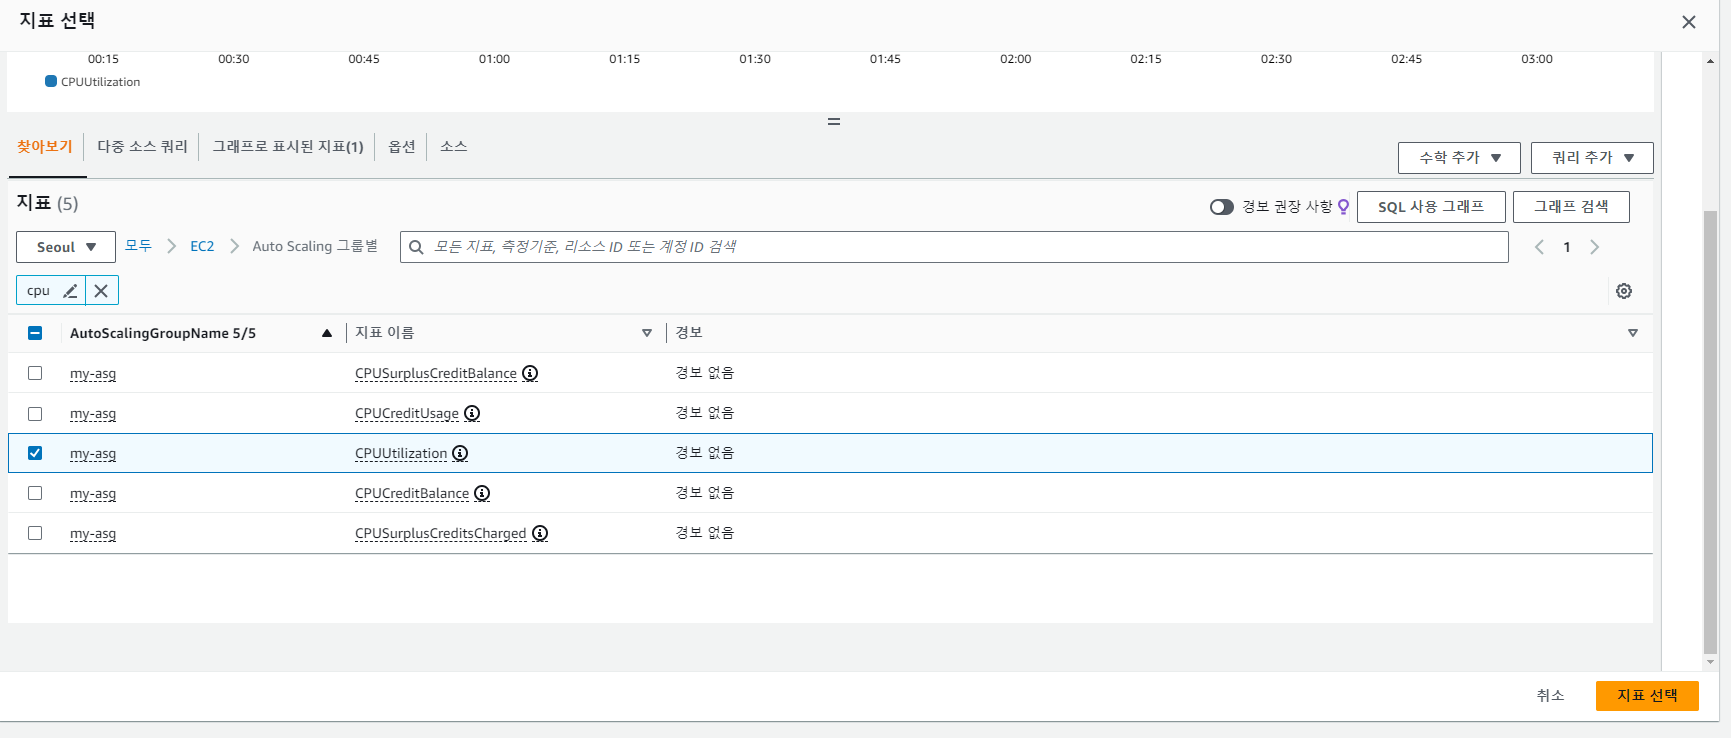 지표 선택
00:15 00:30 00:45 01:00 01:15 01:30 01:45 02:00 02:15 02:30 02:45 03:00
CPUUtilization
찾아보기 다중 소스 쿼리 그래프로 표시된 지표(1) 옵션 소스
수학 추가 쿼리 추가
지표 (5)
경보 권장 사항 SQL 사용 그래프 그래프 검색
Seoul 모두 EC2 Auto Scaling 그룹별 모든 지표, 측정기준, 리소스 ID 또는 계정 ID 검색 1
cpu
AutoScalingGroupName 5/5 지표 이름 경보
my-asg CPUSurplusCreditBalance 경보 없음
my-asg CPUCreditUsage 경보 없음
my-asg CPUUtilization 경보 없음
my-asg CPUCreditBalance 경보 없음
my-asg CPUSurplusCreditsCharged 경보 없음
취소 지표 선택